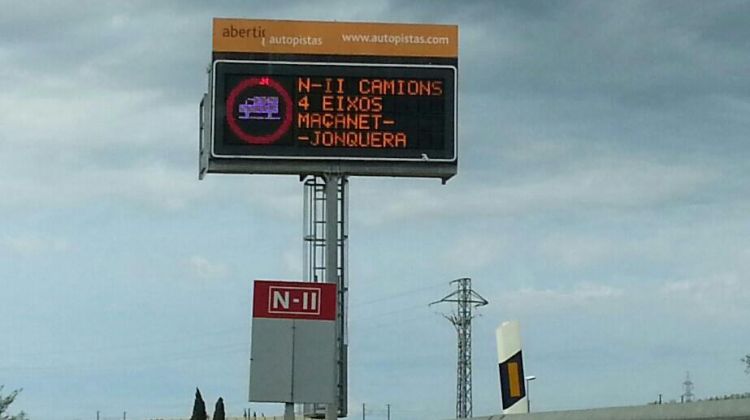 abertis autopistas www.autopistas.com
N-II CAMIONS
4 EIXOS
MAÇANET-
-JONQUERA
N-II